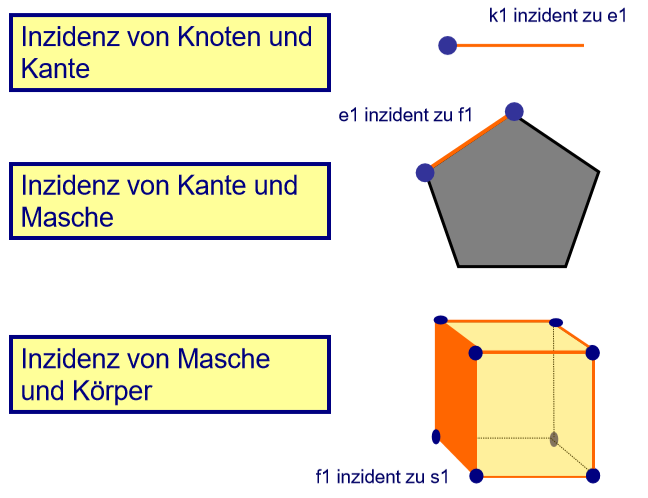 Inzidenz von Knoten und
Kante
k1 inzident zu e1
e1 inzident zu f1
Inzidenz von Kante und
Masche
Inzidenz von Masche
und Körper
f1 inzident zu s1